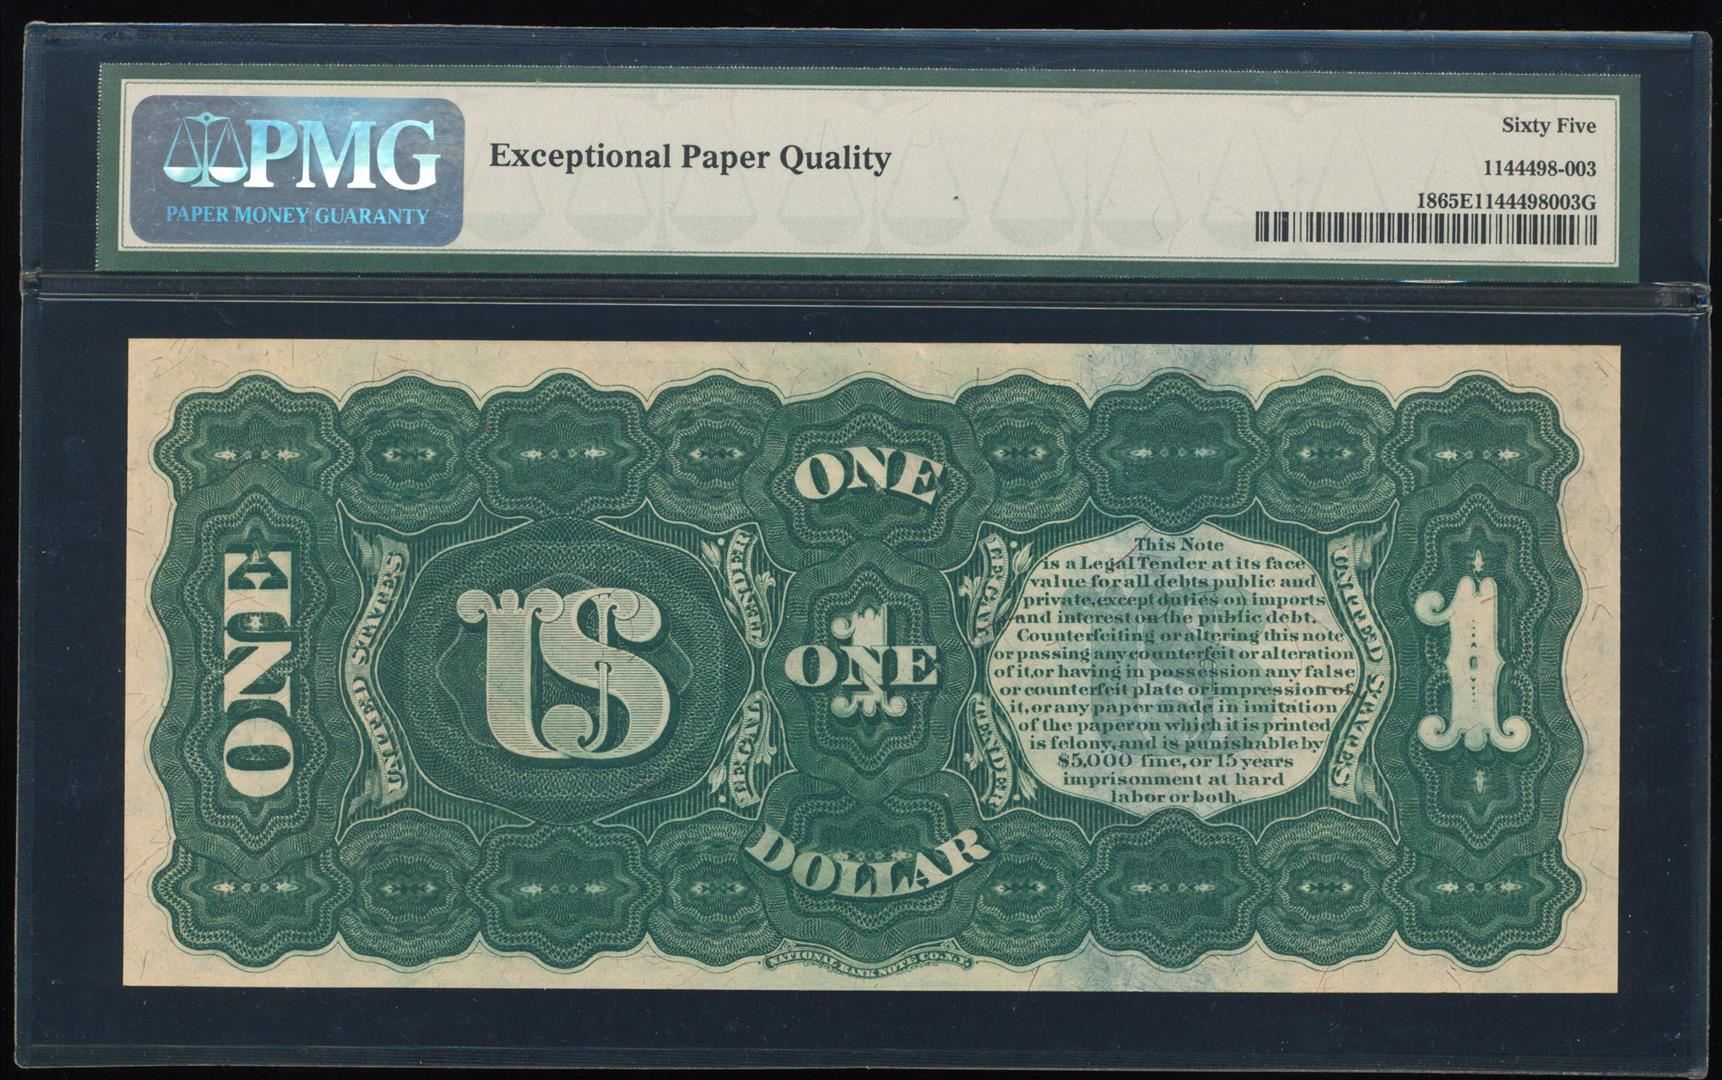 PMG
PAPER MONEY GUARANTY
Exceptional Paper Quality
Sixty Five
1144498-003
1865E1144498003G
ONE
UNITED STATES
US
LEGAL TENDER
ONE
1
ONE
DOLLAR
LEGAL TENDER
This Note
is a Legal Tender at its face
value for all debts public and
private, except duties on imports
and interest on the public debt.
Counterfeiting or altering this note
or passing any counterfeit or alteration
of it, or having in possession any false
or counterfeit plate or impression of
it, or any paper made in imitation
of the paper on which it is printed
is felony, and is punishable by
$5,000 fine, or 15 years
imprisonment at hard
labor or both.
UNITED STATES
1
NATIONAL BANK NOTE CO. N.Y.